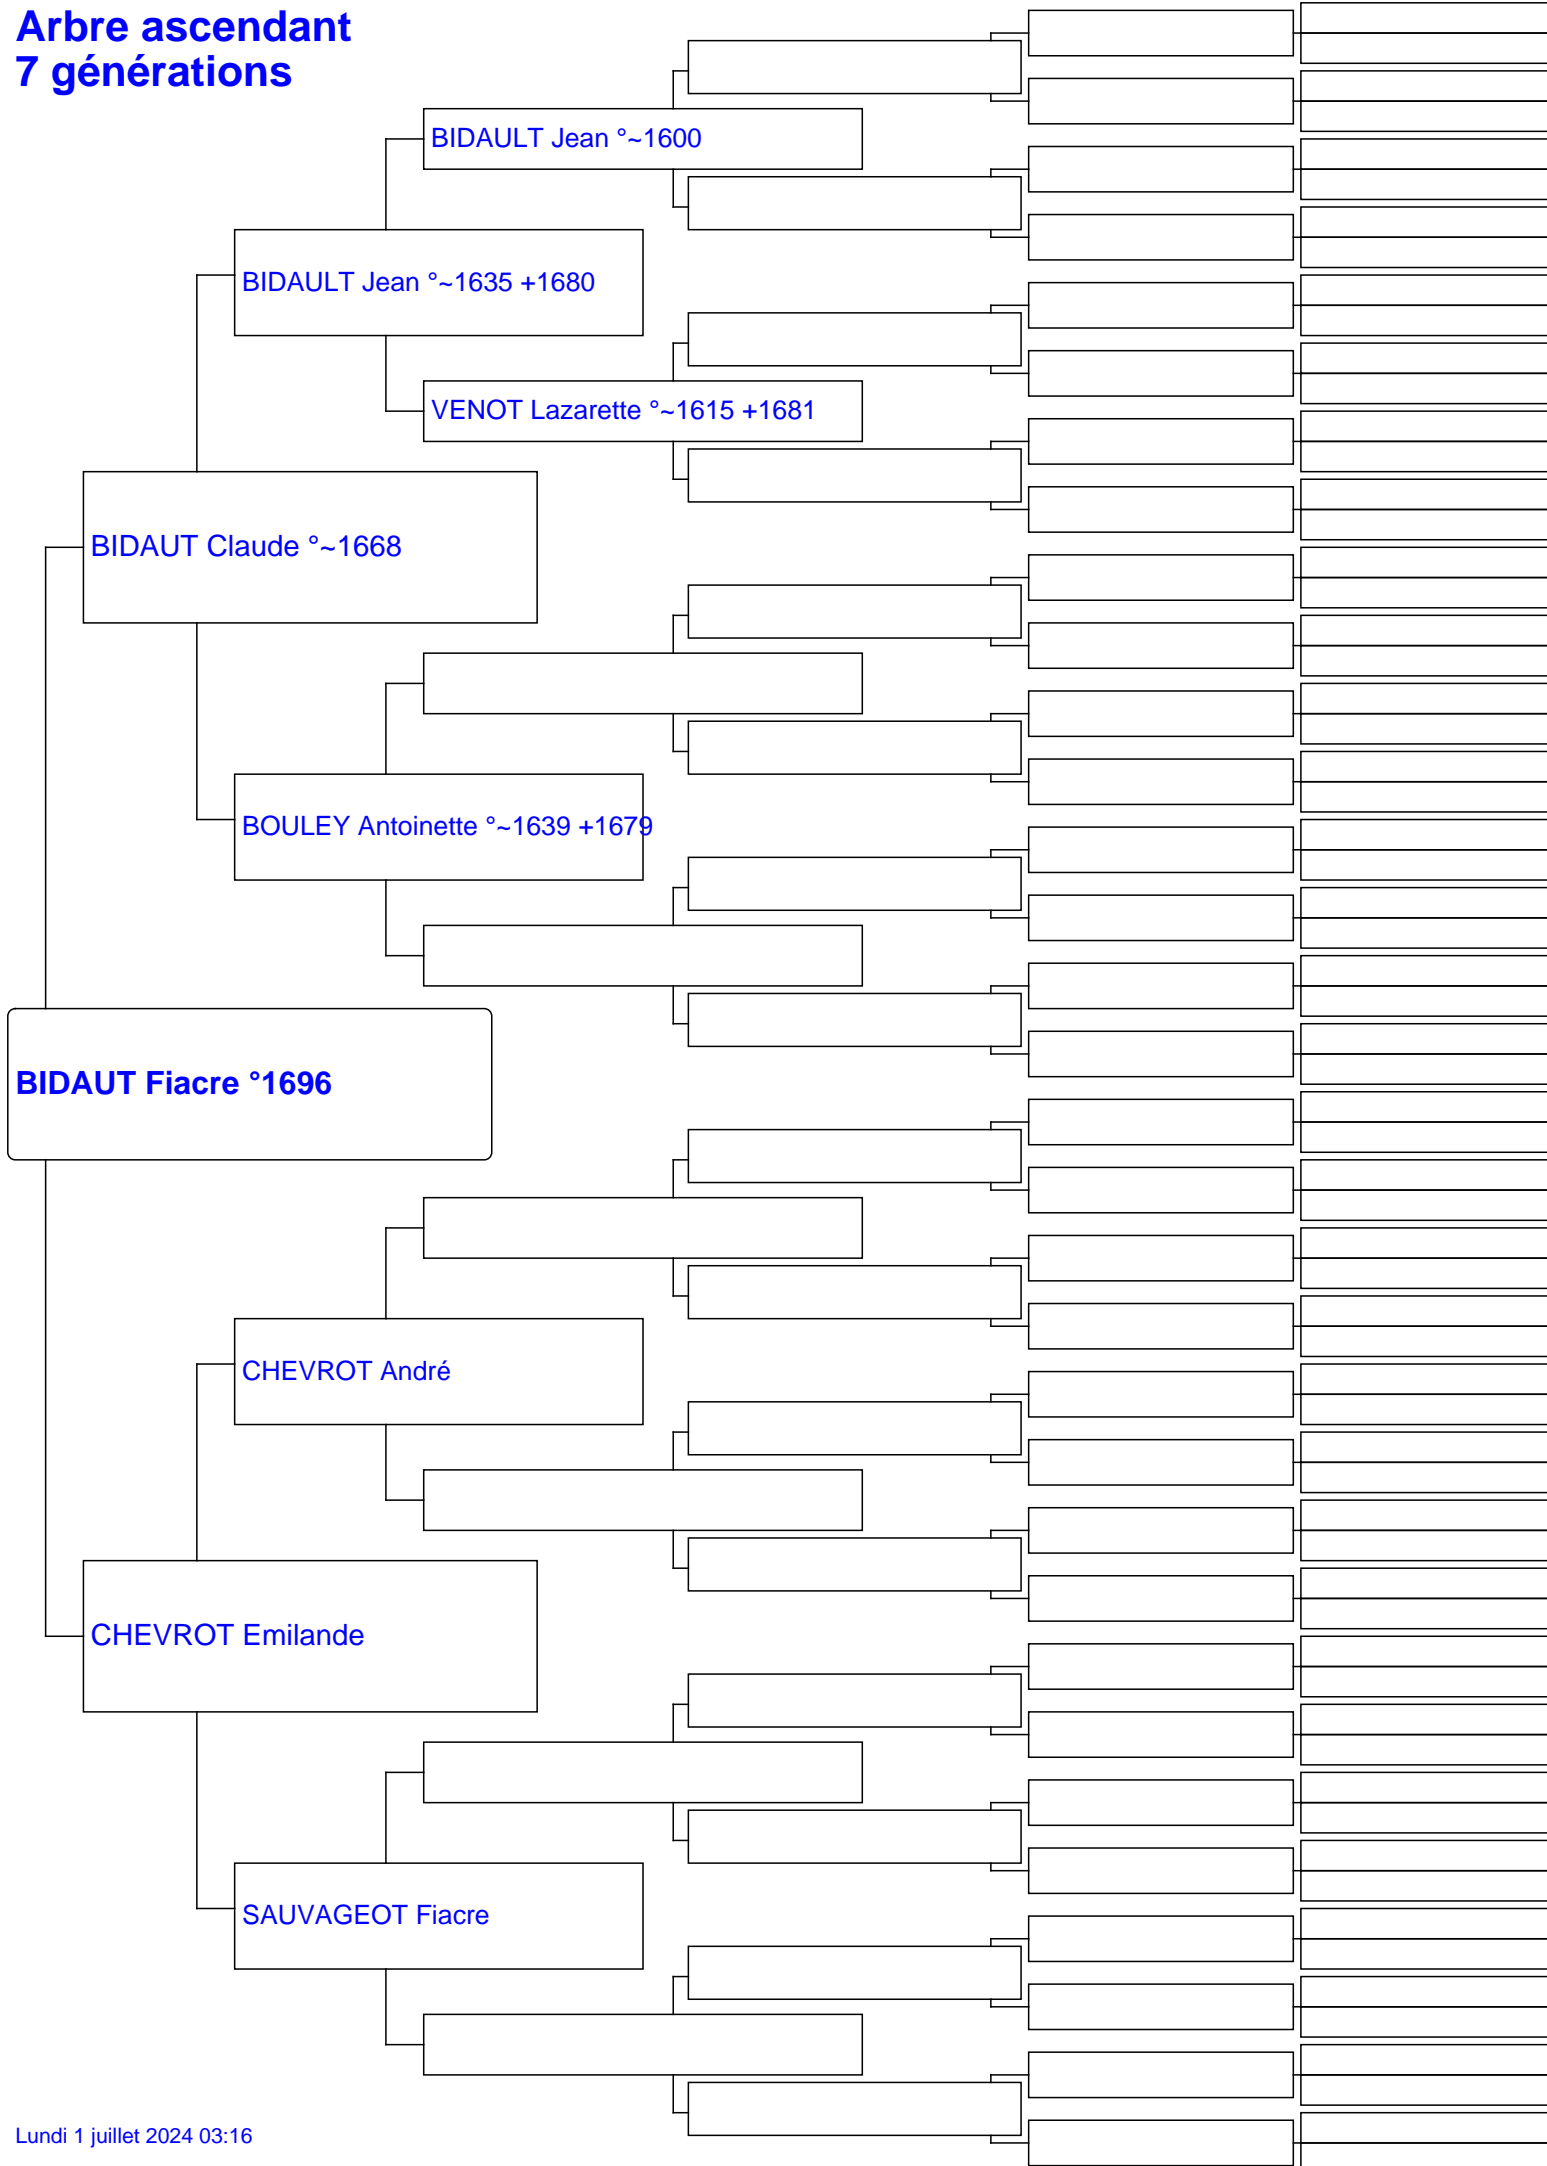 Arbre ascendant
7 générations
BIDAULT Jean °~1600
BIDAULT Jean °~1635 +1680
VENOT Lazarette °~1615 +1681
BIDAUT Claude °~1668
BOULEY Antoinette °~1639 +1679
BIDAUT Fiacre °1696
CHEVROT André
CHEVROT Emilande
SAUVAGEOT Fiacre
Lundi 1 juillet 2024 03:16